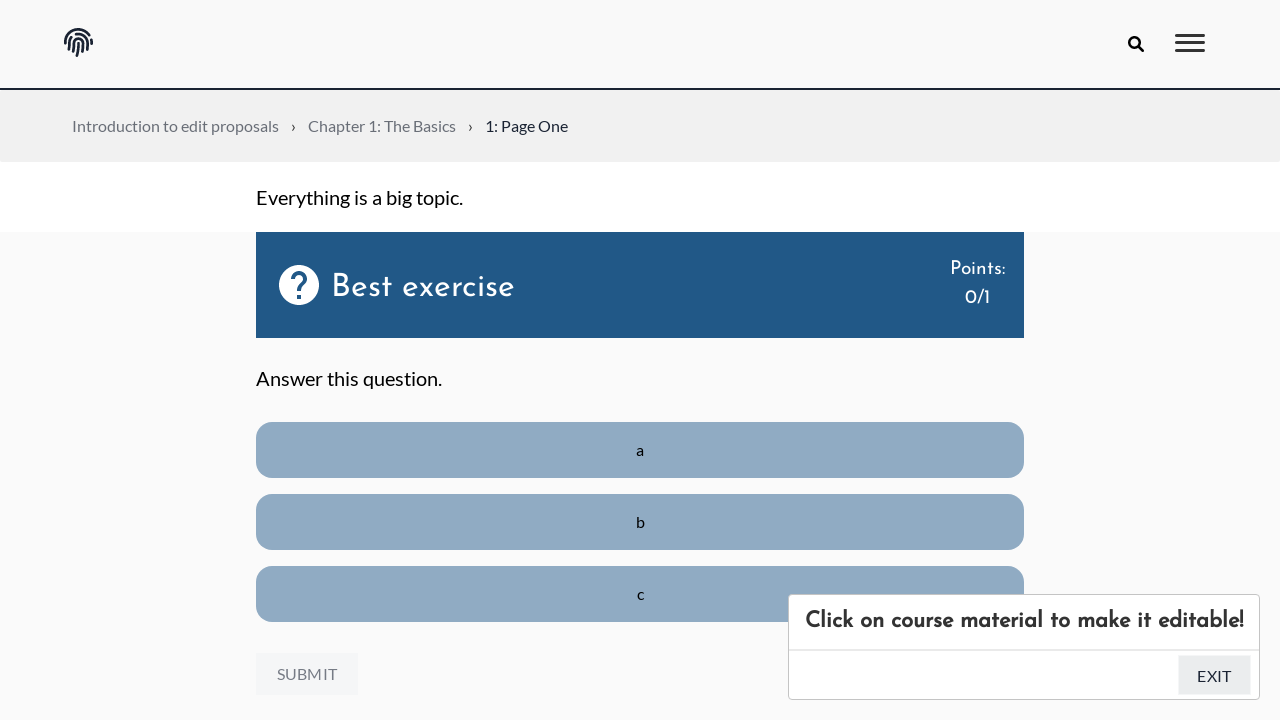 Introduction to edit proposals › Chapter 1: The Basics › 1: Page One
Everything is a big topic.
Best exercise
Points:
0/1
Answer this question.
a
b
c
SUBMIT
Click on course material to make it editable!
EXIT